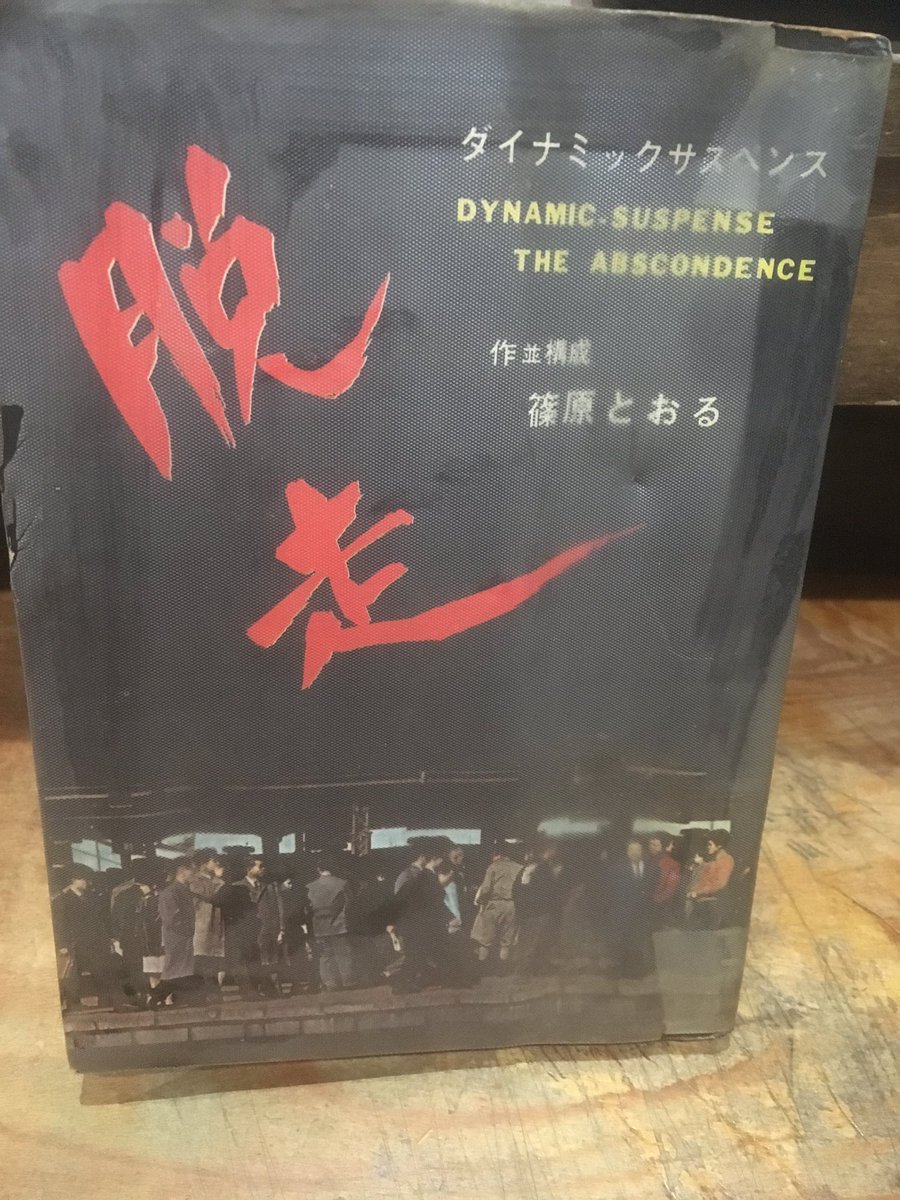 ダイナミックサスペンス
DYNAMIC-SUSPENSE
THE ABSCONDENCE
作並構成
篠原とおる
脱走